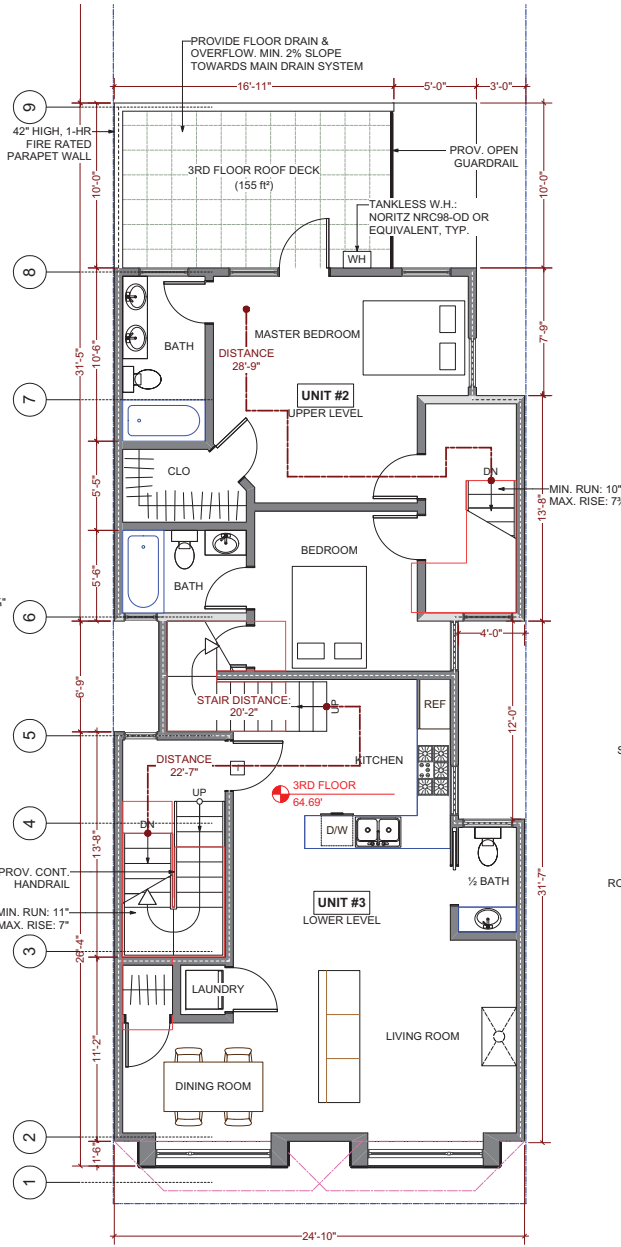 PROVIDE FLOOR DRAIN &
OVERFLOW. MIN. 2% SLOPE
TOWARDS MAIN DRAIN SYSTEM
16'-11"
5'-0"
3'-0"
9
42" HIGH, 1-HR
FIRE RATED
PARAPET WALL
PROV. OPEN
GUARDRAIL
10'-0"
10'-0"
3RD FLOOR ROOF DECK
(155 ft²)
TANKLESS W.H.:
NORITZ NRC98-OD OR
EQUIVALENT, TYP.
WH
8
BATH
MASTER BEDROOM
DISTANCE
28'-9"
7'-9"
31'-5"
10'-6"
UNIT #2
UPPER LEVEL
7
CLO
DN
MIN. RUN: 10"
MAX. RISE: 7¾
13'-8"
5'-5"
BEDROOM
BATH
5'-6"
6
4'-0"
6'-9"
STAIR DISTANCE:
20'-2"
UP
REF
12'-0"
5
DISTANCE
22'-7"
KITCHEN
3RD FLOOR
64.69'
UP
4
DN
D/W
13'-8"
PROV. CONT.
HANDRAIL
½ BATH
31'-7"
UNIT #3
LOWER LEVEL
MIN. RUN: 11"
MAX. RISE: 7"
3
26'-4"
LAUNDRY
LIVING ROOM
11'-2"
DINING ROOM
2
1'-6"
1
24'-10"